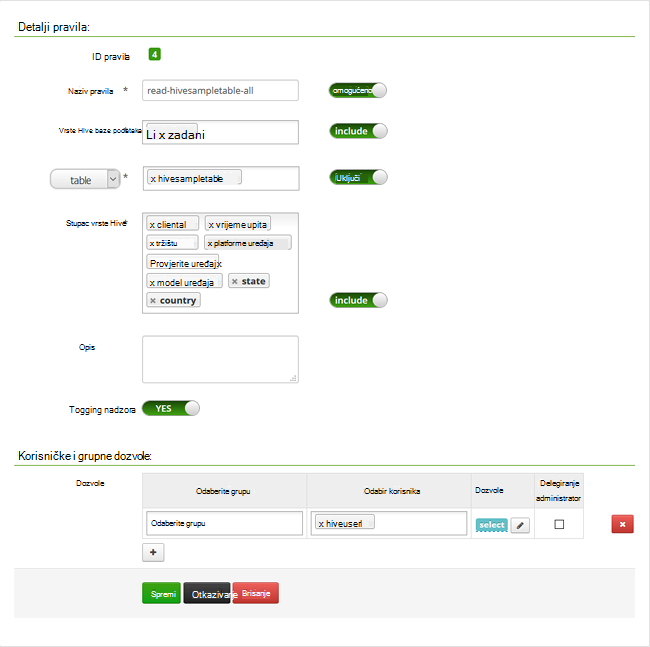 Detalji pravila:
ID pravila 4
Naziv pravila * read-hivesampletable-all omogućeno
Vrste Hive baze podataka Li x zadani include
table * x hivesampletable Uključi
Stupac vrste Hive* x cliental x vrijeme upita
x tržištu x platforme uređaja
Provjerite uređajx
x model uređaja × state
× country include
Opis
Togging nadzora YES
Korisničke i grupne dozvole:
Dozvole Odaberite grupu Odabir korisnika Dozvole Delegiranje administrator
Odaberite grupu x hiveuserl select x
+
Spremi Otkazivanje Brisanje